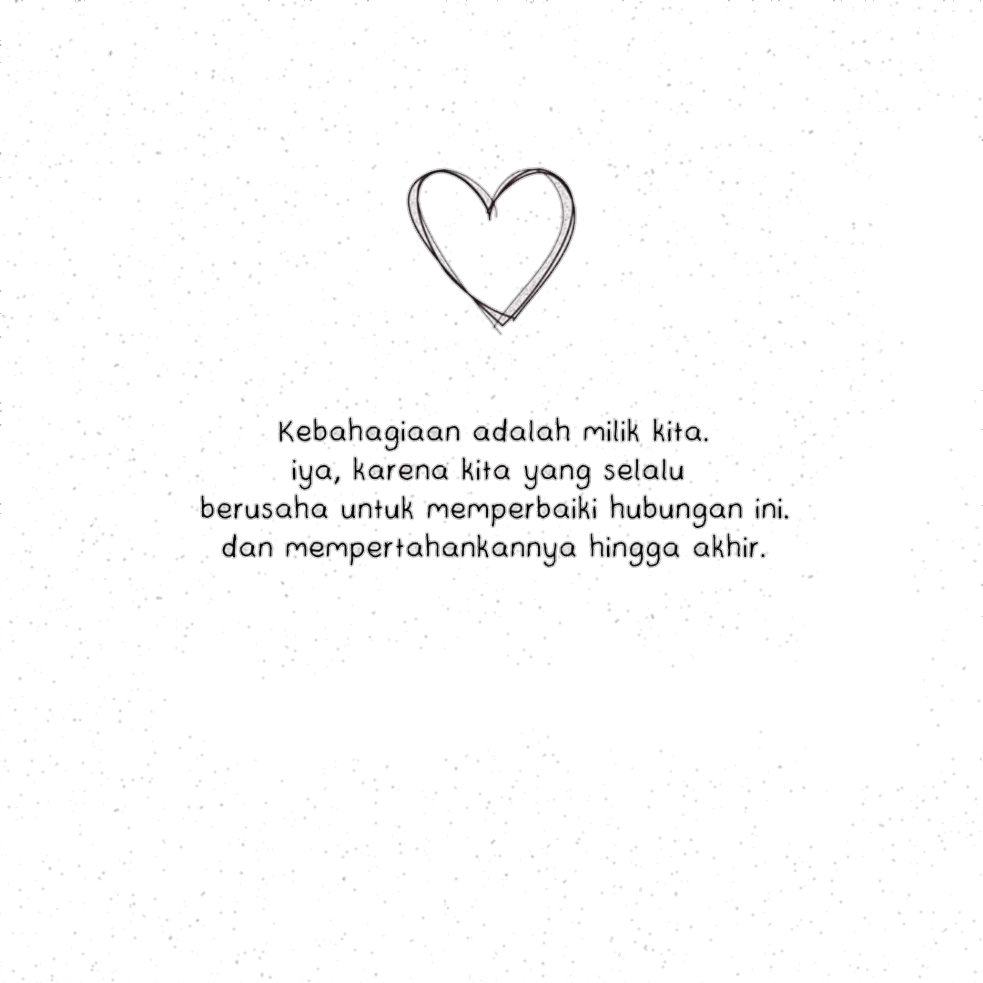 Kebahagiaan adalah milik kita.
iya, karena kita yang selalu
berusaha untuk memperbaiki hubungan ini.
dan mempertahankannya hingga akhir.